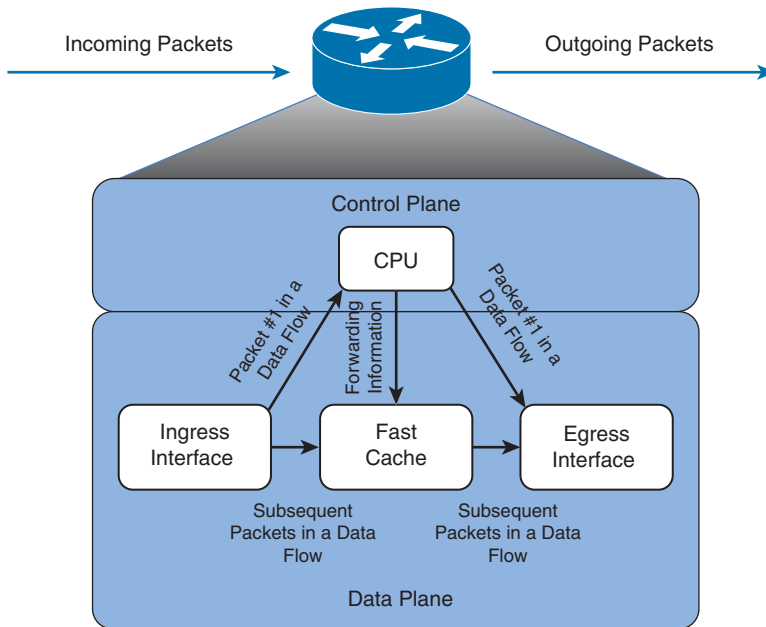 Incoming Packets
Outgoing Packets
Control Plane
CPU
Packet #1 in a
Data Flow
Forwarding
Information
Packet #1 in a
Data Flow
Ingress
Interface
Fast
Cache
Egress
Interface
Subsequent
Packets in a Data
Flow
Subsequent
Packets in a Data
Flow
Data Plane